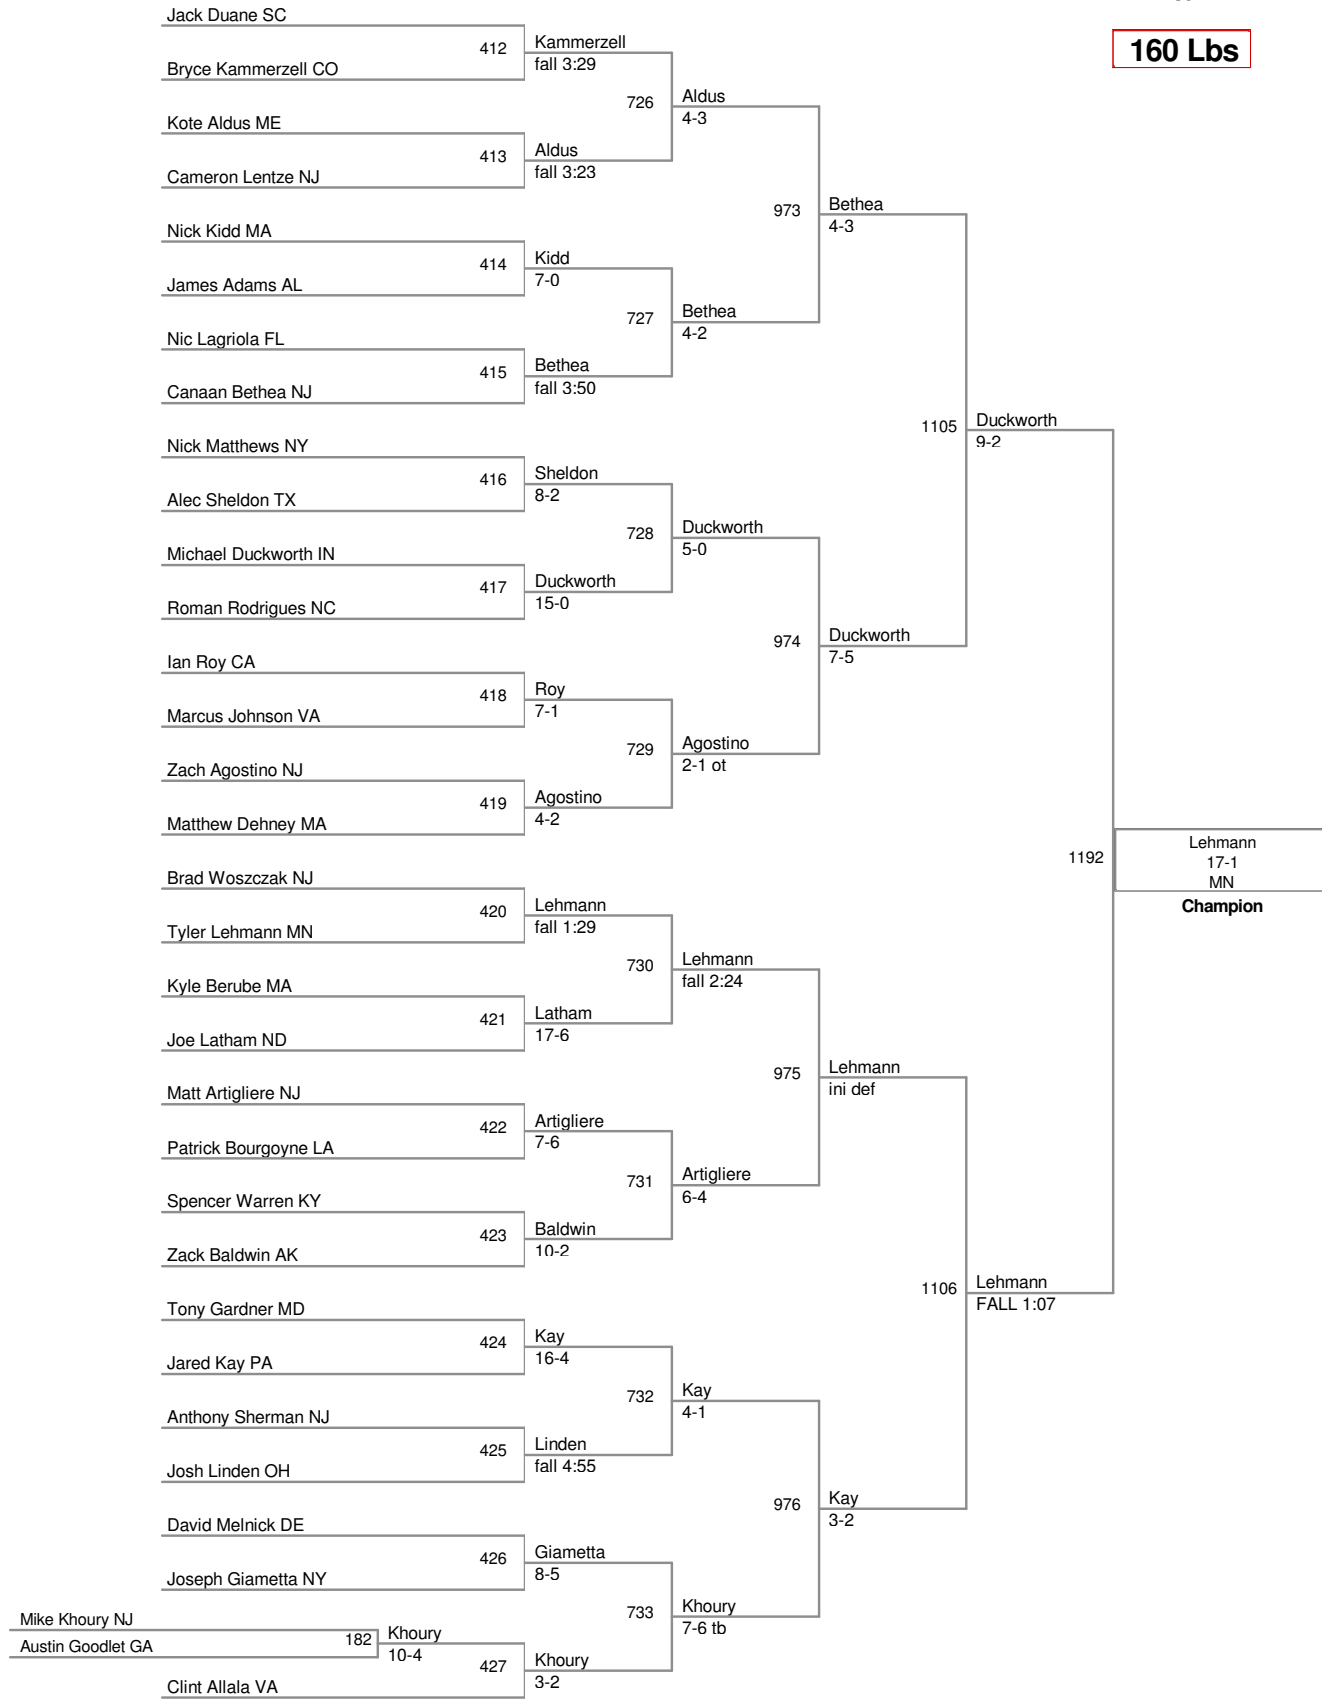 160 Lbs
Jack Duane SC
412
Kammerzell
fall 3:29
Bryce Kammerzell CO
726
Aldus
4-3
Kote Aldus ME
413
Aldus
fall 3:23
Cameron Lentze NJ
973
Bethea
4-3
Nick Kidd MA
414
Kidd
7-0
James Adams AL
727
Bethea
4-2
Nic Lagriola FL
415
Bethea
fall 3:50
Canaan Bethea NJ
1105
Duckworth
9-2
Nick Matthews NY
416
Sheldon
8-2
Alec Sheldon TX
728
Duckworth
5-0
Michael Duckworth IN
417
Duckworth
15-0
Roman Rodrigues NC
974
Duckworth
7-5
Ian Roy CA
418
Roy
7-1
Marcus Johnson VA
729
Agostino
2-1 ot
Zach Agostino NJ
419
Agostino
4-2
Matthew Dehney MA
1192
Lehmann
17-1
MN
Champion
Brad Woszczak NJ
420
Lehmann
fall 1:29
Tyler Lehmann MN
730
Lehmann
fall 2:24
Kyle Berube MA
421
Latham
17-6
Joe Latham ND
975
Lehmann
ini def
Matt Artigliere NJ
422
Artigliere
7-6
Patrick Bourgoyne LA
731
Artigliere
6-4
Spencer Warren KY
423
Baldwin
10-2
Zack Baldwin AK
1106
Lehmann
FALL 1:07
Tony Gardner MD
424
Kay
16-4
Jared Kay PA
732
Kay
4-1
Anthony Sherman NJ
425
Linden
fall 4:55
Josh Linden OH
976
Kay
3-2
David Melnick DE
426
Giametta
8-5
Joseph Giametta NY
733
Khoury
7-6 tb
Mike Khoury NJ
182
Khoury
10-4
Austin Goodlet GA
427
Khoury
3-2
Clint Allala VA